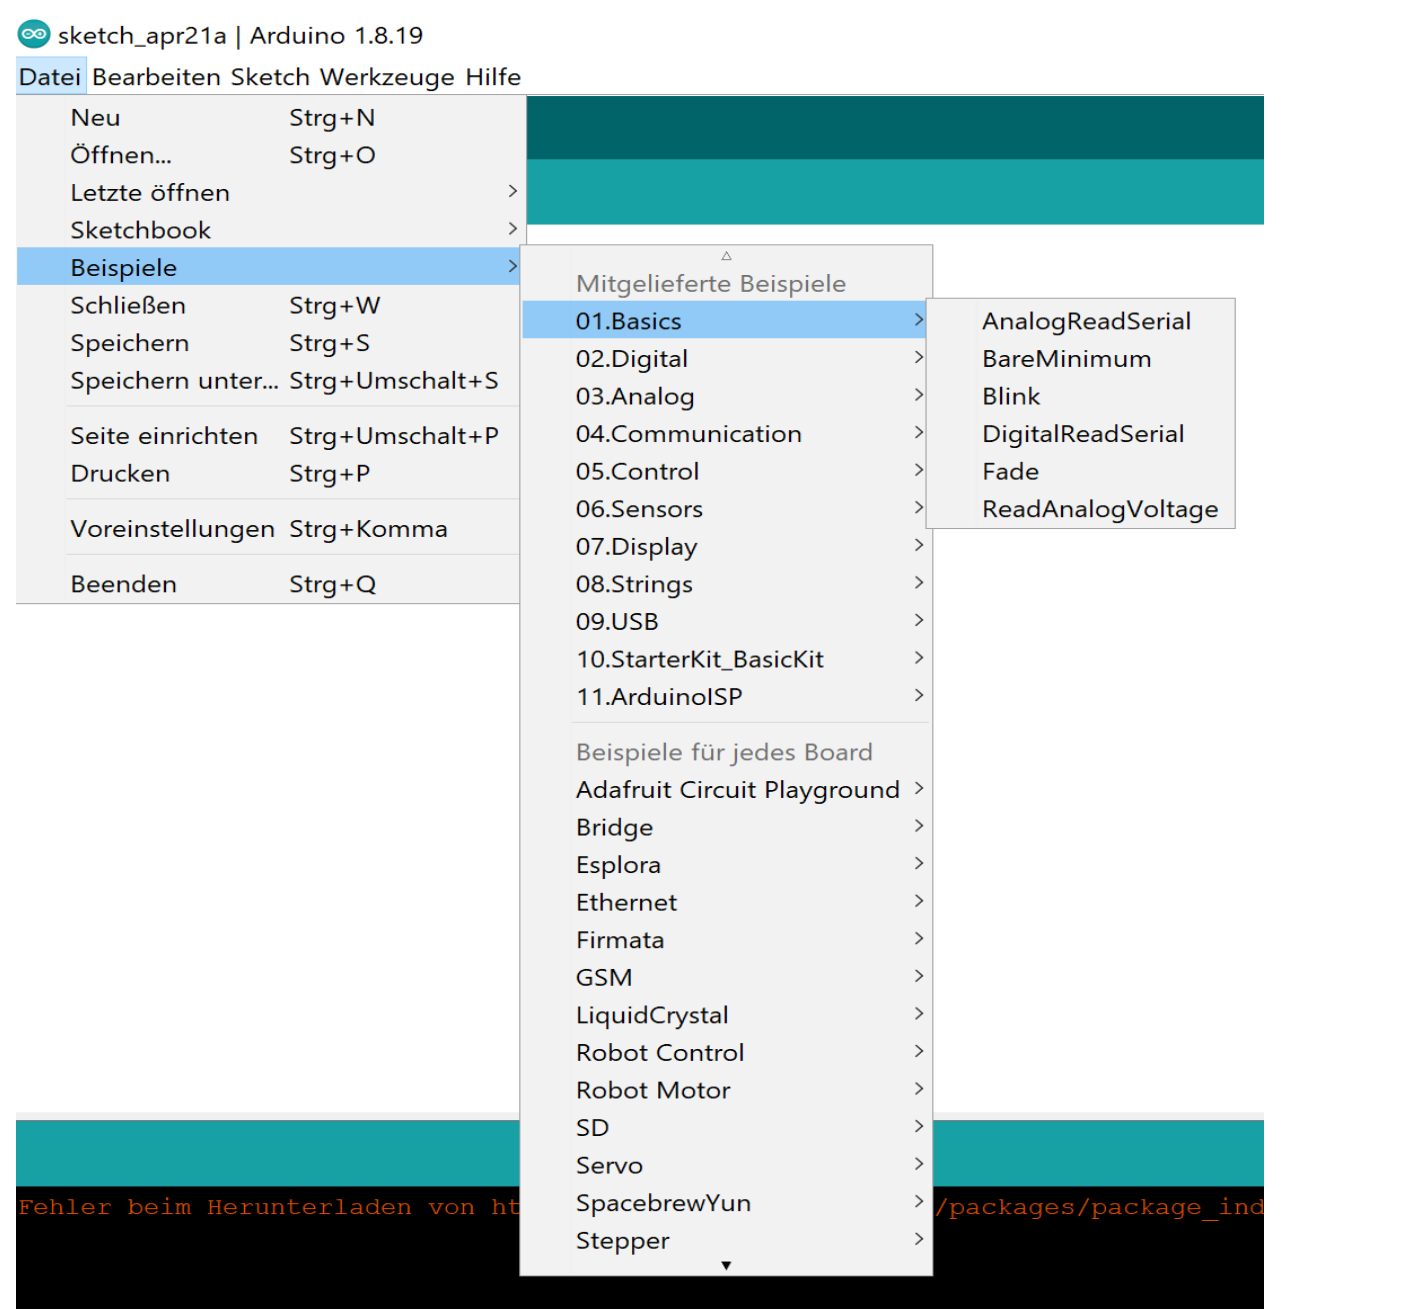 sketch_apr21a | Arduino 1.8.19
Datei Bearbeiten Sketch Werkzeuge Hilfe
Neu Strg+N
Öffnen... Strg+O
Letzte öffnen
Sketchbook
Beispiele
Schließen Strg+W
Speichern Strg+S
Speichern unter... Strg+Umschalt+S
Seite einrichten Strg+Umschalt+P
Drucken Strg+P
Voreinstellungen Strg+Komma
Beenden Strg+Q
Mitgelieferte Beispiele
01.Basics
02.Digital
03.Analog
04.Communication
05.Control
06.Sensors
07.Display
08.Strings
09.USB
10.StarterKit_BasicKit
11.ArduinoISP
Beispiele für jedes Board
Adafruit Circuit Playground
Bridge
Esplora
Ethernet
Firmata
GSM
LiquidCrystal
Robot Control
Robot Motor
SD
Servo
SpacebrewYun
Stepper
AnalogReadSerial
BareMinimum
Blink
DigitalReadSerial
Fade
ReadAnalogVoltage
Fehler beim Herunterladen von ht /packages/package_ind